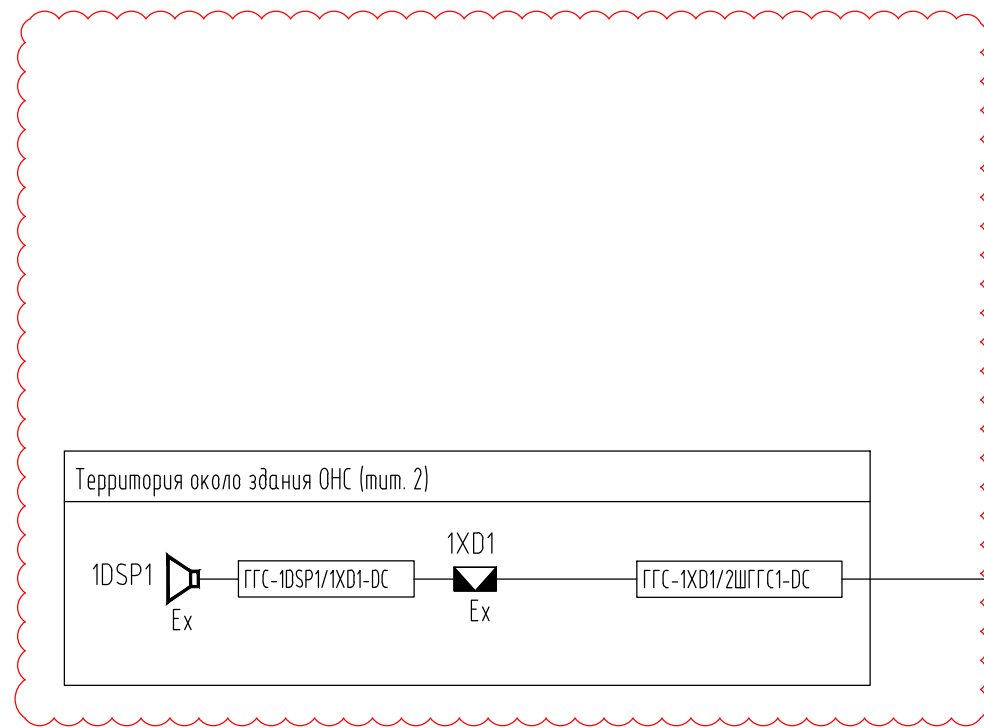 Территория около здания ОНС (тит. 2)
1XD1
1DSP1
ГГС-1DSP1/1XD1-DC
ГГС-1XD1/2ШГГС1-DC
Ex
Ex